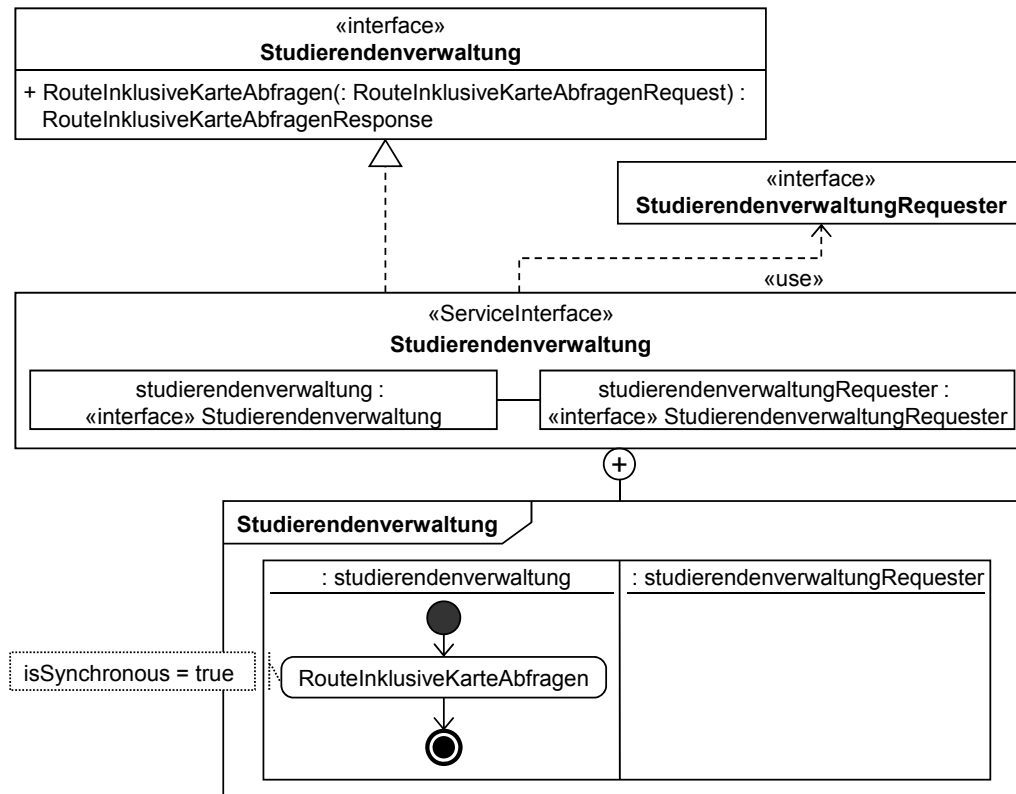 «interface»
Studierendenverwaltung
+ RouteInklusiveKarteAbfragen(: RouteInklusiveKarteAbfragenRequest) :
RouteInklusiveKarteAbfragenResponse
«interface»
StudierendenverwaltungRequester
«use»
«ServiceInterface»
Studierendenverwaltung
studierendenverwaltung :
«interface» Studierendenverwaltung
studierendenverwaltungRequester :
«interface» StudierendenverwaltungRequester
Studierendenverwaltung
: studierendenverwaltung
: studierendenverwaltungRequester
isSynchronous = true
RouteInklusiveKarteAbfragen